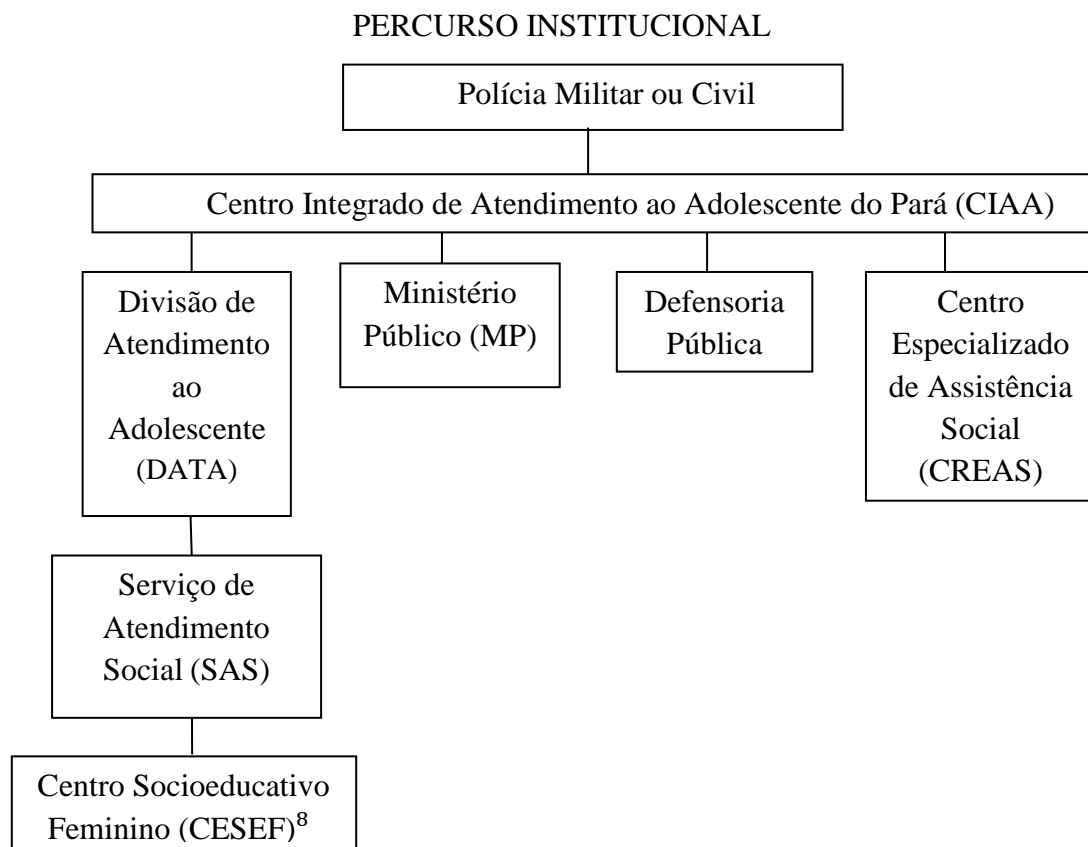 PERCURSO INSTITUCIONAL
Polícia Militar ou Civil
Centro Integrado de Atendimento ao Adolescente do Pará (CIAA)
Divisão de
Atendimento
ao
Adolescente
(DATA)
Ministério
Público (MP)
Defensoria
Pública
Centro
Especializado
de Assistência
Social
(CREAS)
Serviço de
Atendimento
Social (SAS)
Centro Socioeducativo
Feminino (CESEF)⁸